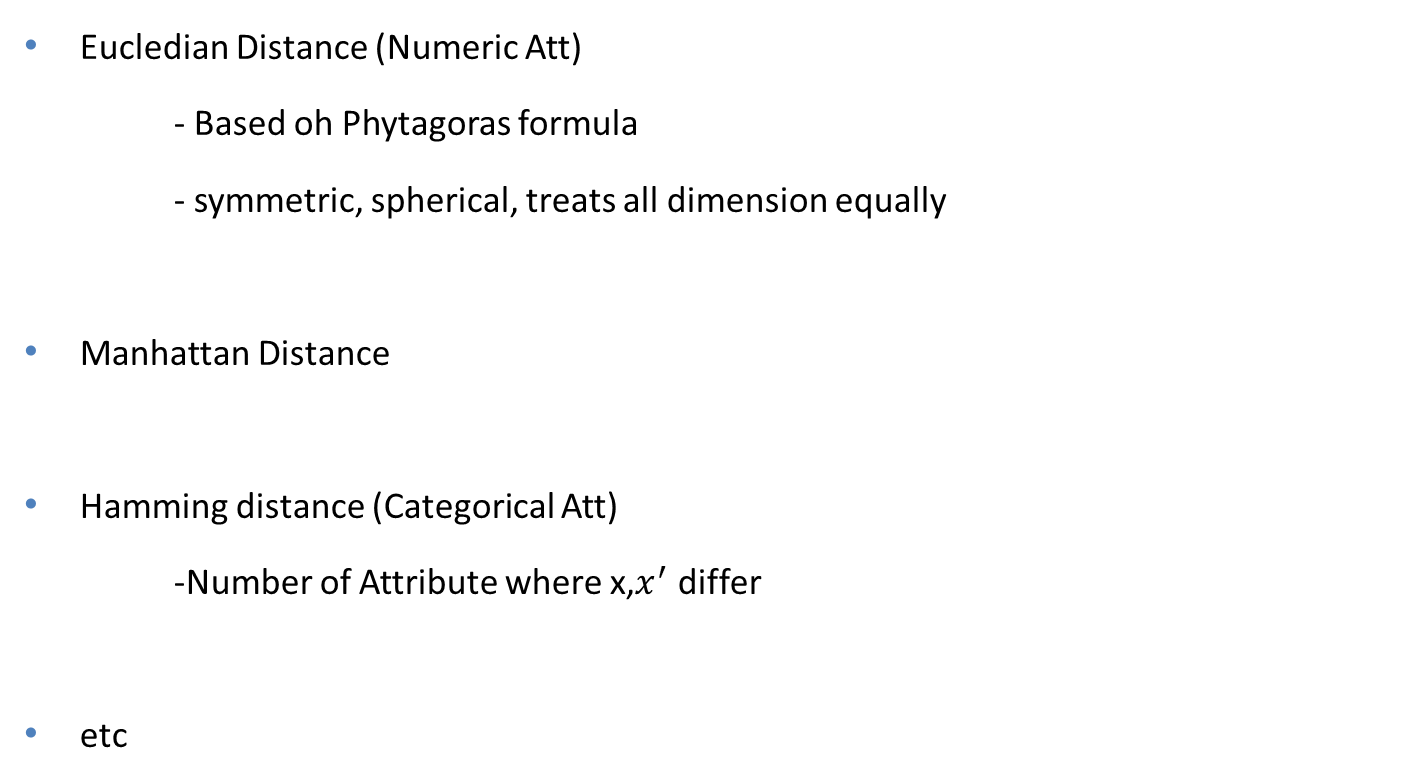 • Eucledian Distance (Numeric Att)
- Based oh Phytagoras formula
- symmetric, spherical, treats all dimension equally
• Manhattan Distance
• Hamming distance (Categorical Att)
-Number of Attribute where x,x′ differ
• etc